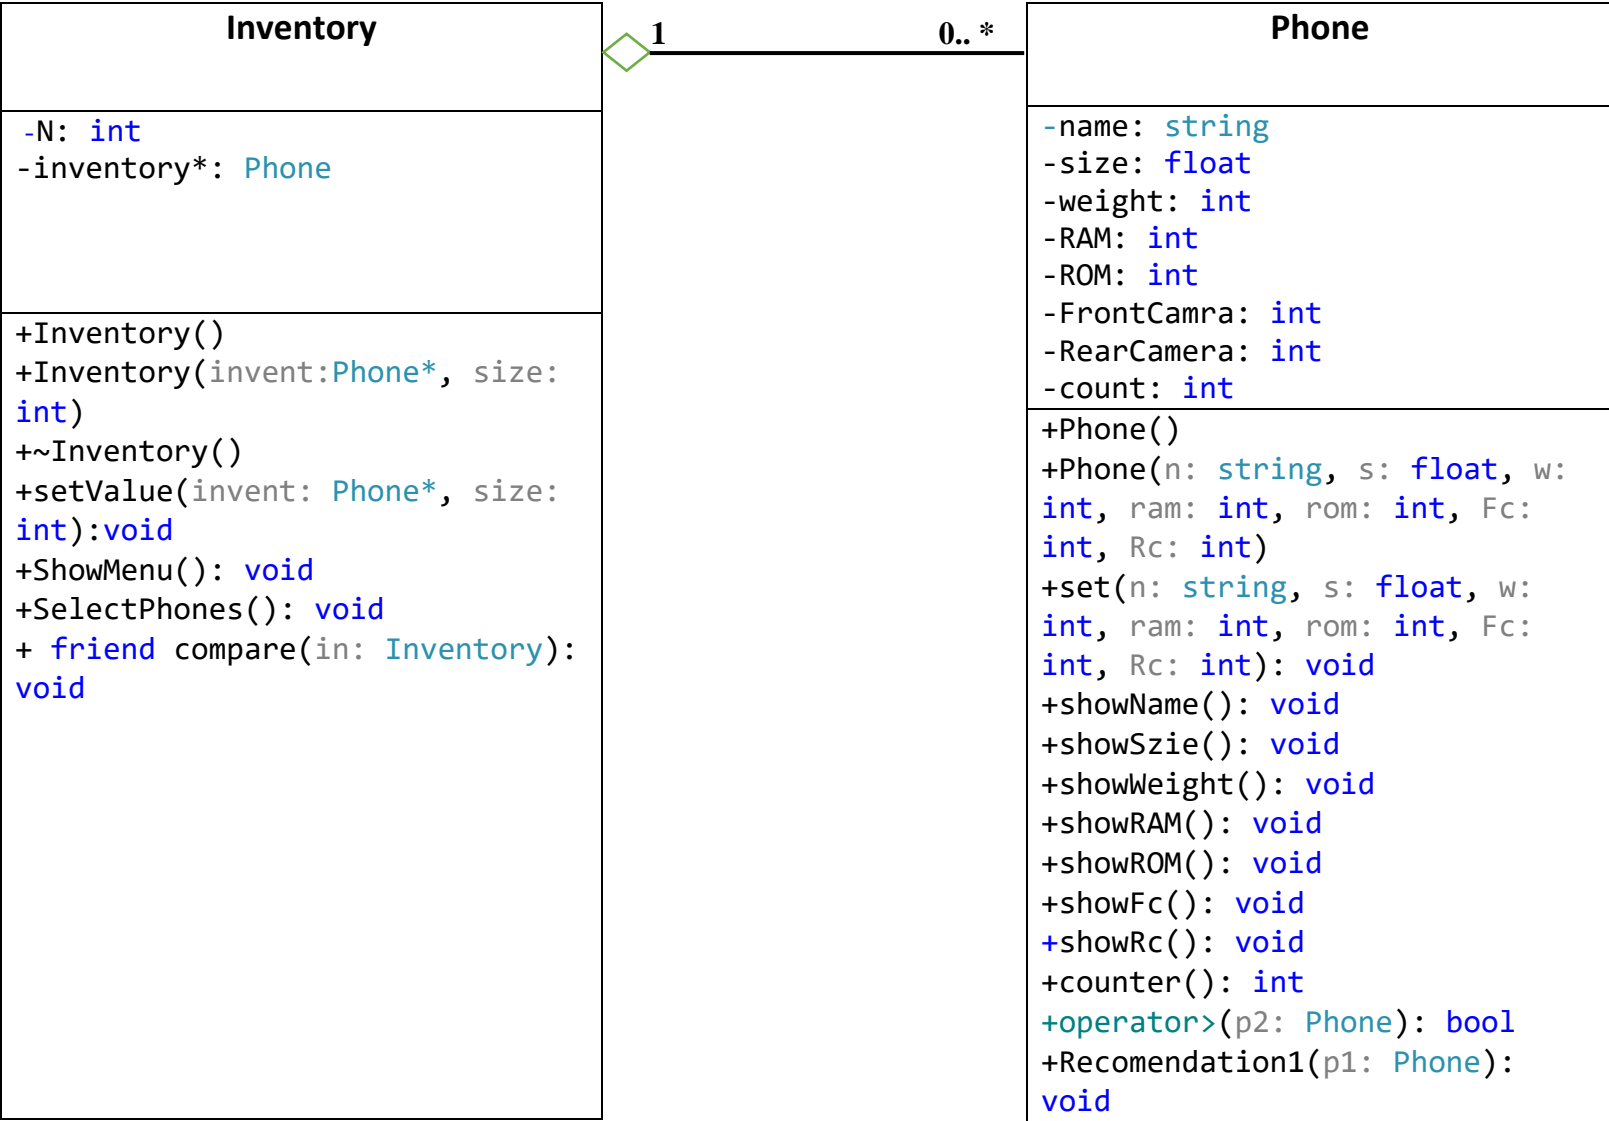 Inventory
-N: int
-inventory*: Phone
+Inventory()
+Inventory(invent:Phone*, size:
int)
+~Inventory()
+setValue(invent: Phone*, size:
int):void
+ShowMenu(): void
+SelectPhones(): void
+ friend compare(in: Inventory):
void
1
0.. *
Phone
-name: string
-size: float
-weight: int
-RAM: int
-ROM: int
-FrontCamra: int
-RearCamera: int
-count: int
+Phone()
+Phone(n: string, s: float, w:
int, ram: int, rom: int, Fc:
int, Rc: int)
+set(n: string, s: float, w:
int, ram: int, rom: int, Fc:
int, Rc: int): void
+showName(): void
+showSzie(): void
+showWeight(): void
+showRAM(): void
+showROM(): void
+showFc(): void
+showRc(): void
+counter(): int
+operator>(p2: Phone): bool
+Recomendation1(p1: Phone):
void